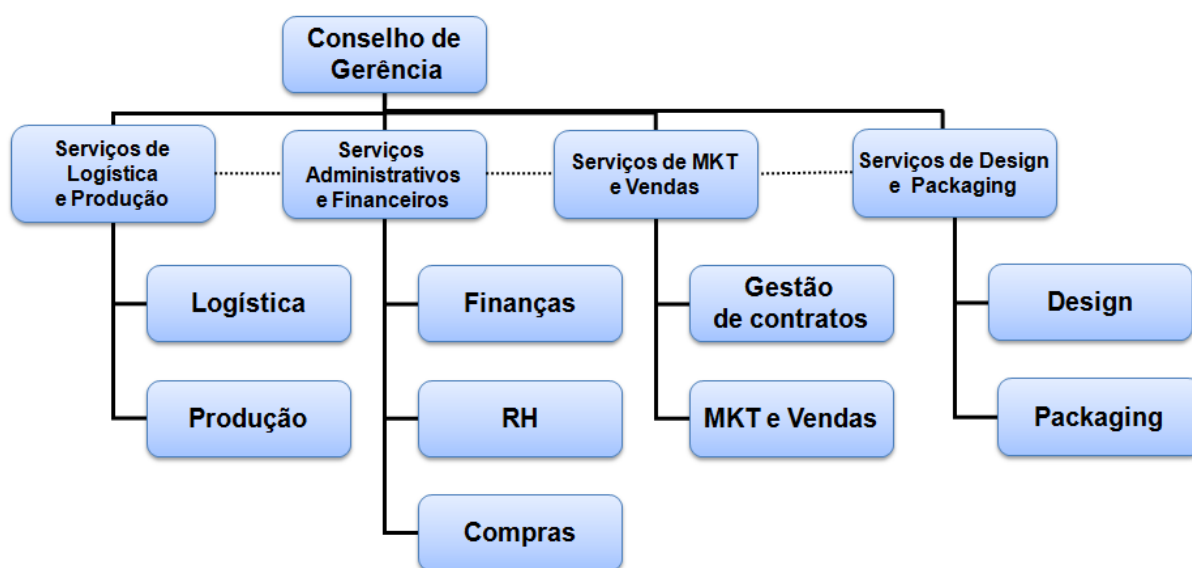 Conselho de
Gerência
Serviços de
Logística
e Produção
Serviços
Administrativos
e Financeiros
Serviços de MKT
e Vendas
Serviços de Design
e Packaging
Logística
Finanças
Gestão
de contratos
Design
Produção
RH
MKT e Vendas
Packaging
Compras